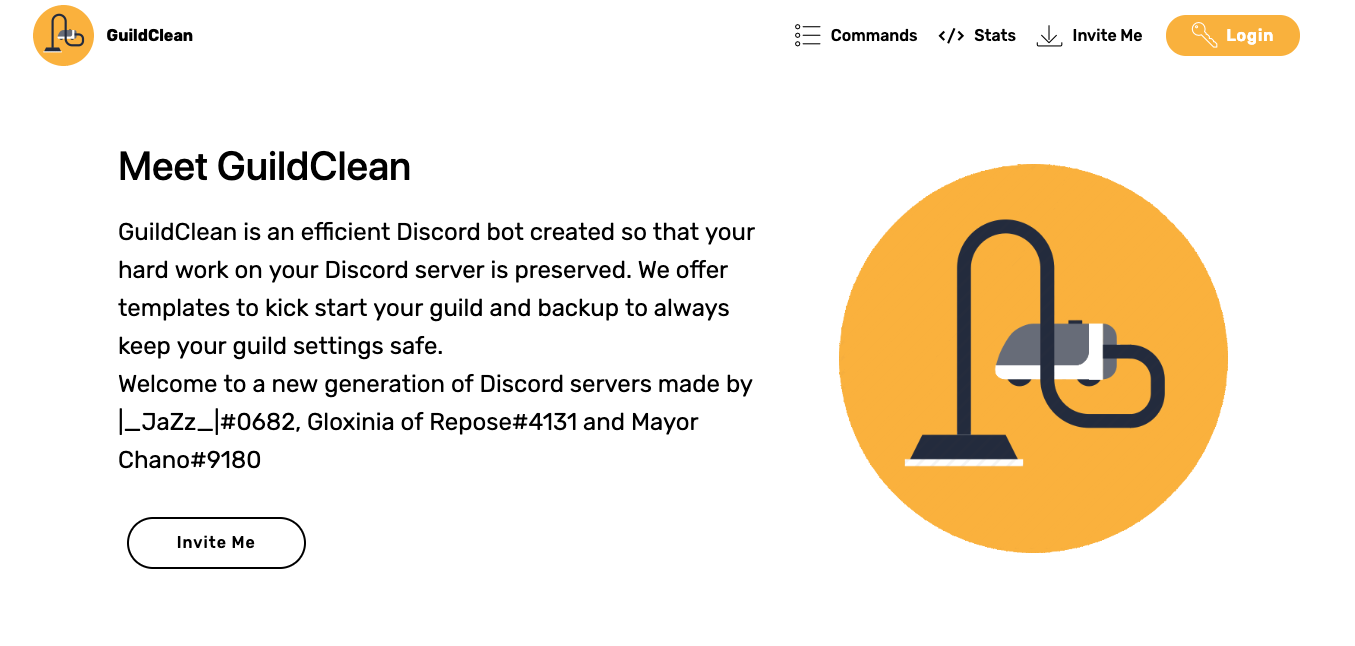 GuildClean
Commands
Stats
Invite Me
Login
Meet GuildClean
GuildClean is an efficient Discord bot created so that your
hard work on your Discord server is preserved. We offer
templates to kick start your guild and backup to always
keep your guild settings safe.
Welcome to a new generation of Discord servers made by
|_JaZz_|#0682, Gloxinia of Repose#4131 and Mayor
Chano#9180
Invite Me